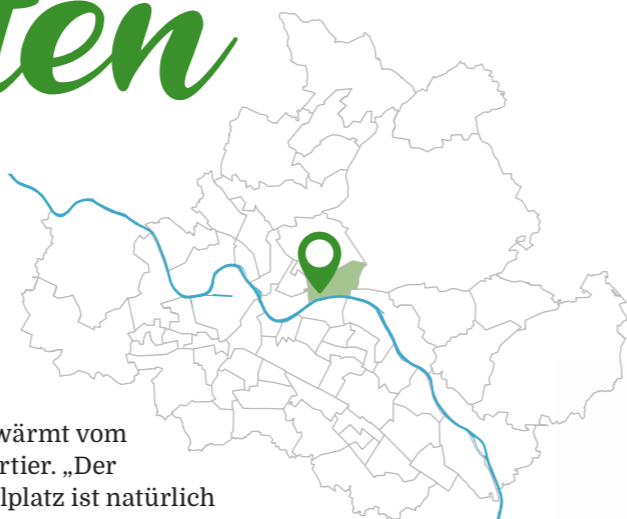 ten
wärmt vom
rtier. „Der
lplatz ist natürlich